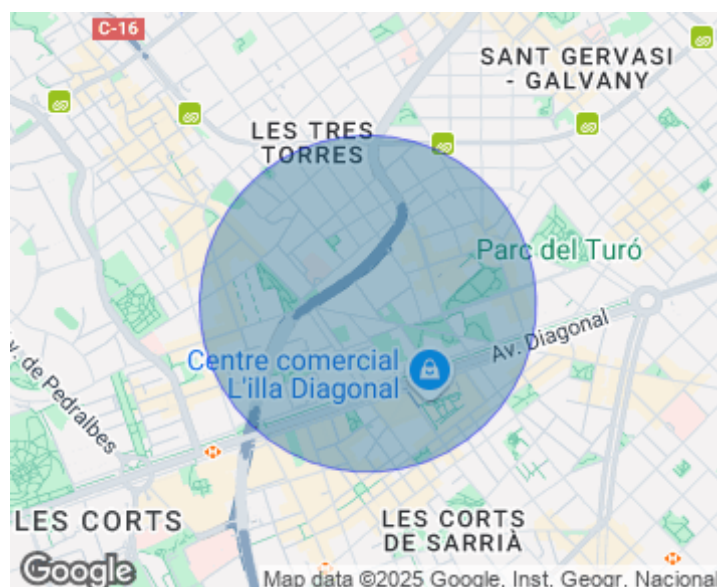 C-16
SANT GERVASI
- GALVANY
LES TRES
TORRES
Parc del Turó
Av. Diagonal
Centre comercial
L'illa Diagonal
Av. de Pedralbes
LES CORTS
LES CORTS
DE SARRIÀ
Google
Map data ©2025 Google, Inst. Geogr. Nacional